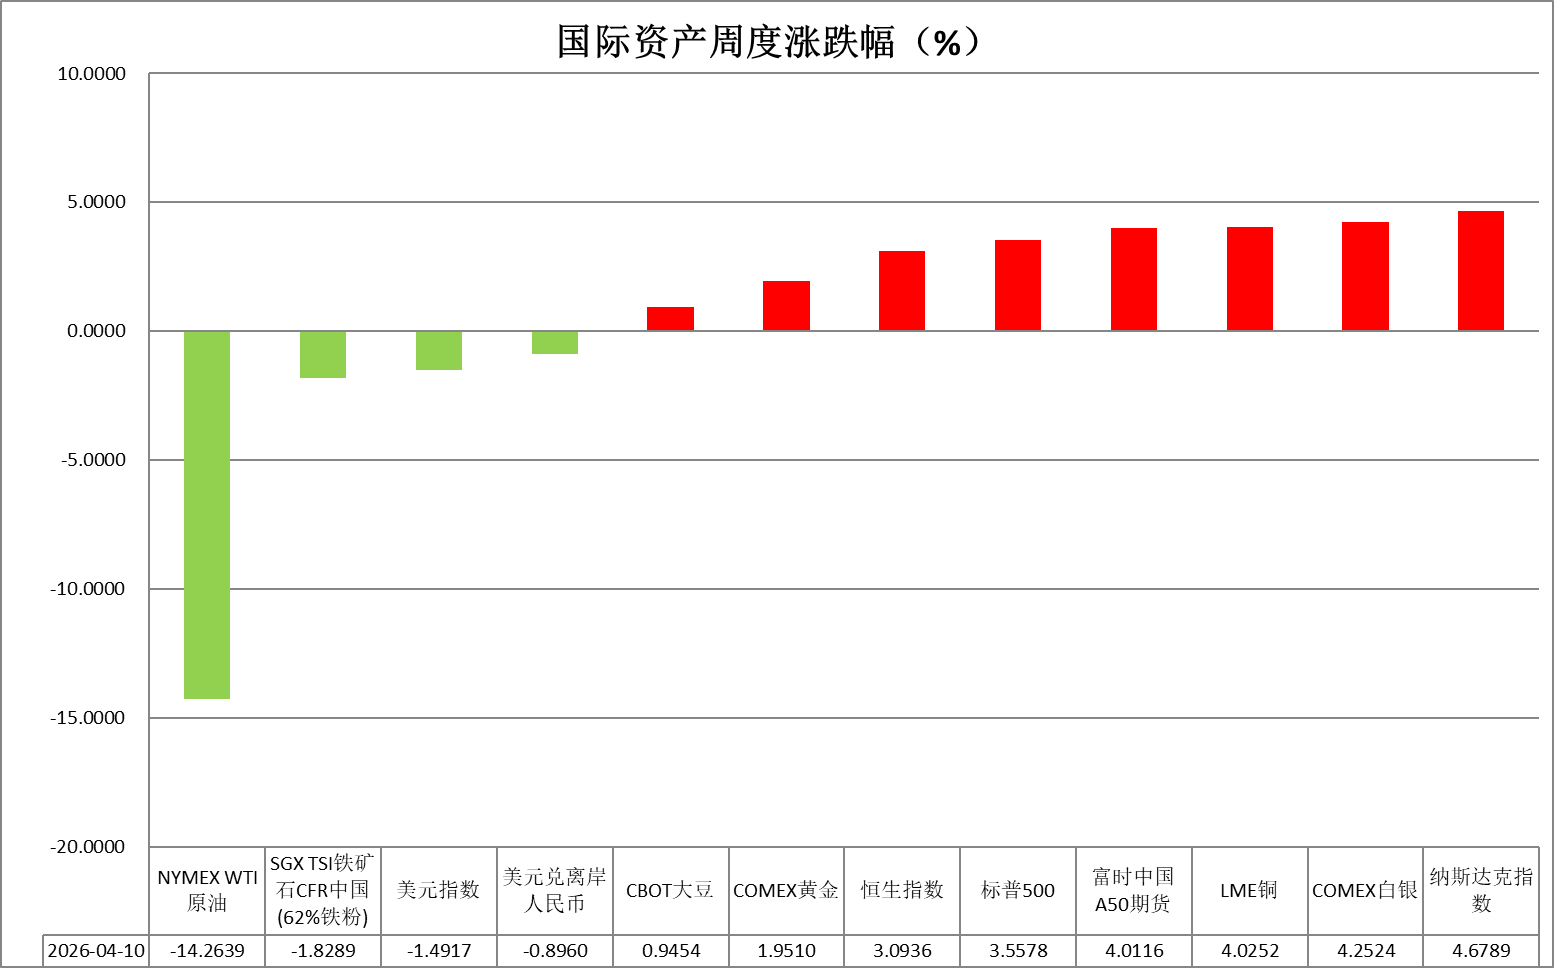 国际资产周度涨跌幅（%）
10.0000
5.0000
0.0000
-5.0000
-10.0000
-15.0000
-20.0000
NYMEX WTI
原油
SGX TSI铁矿
石CFR中国
(62%铁粉)
美元指数
美元兑离岸
人民币
CBOT大豆
COMEX黄金
恒生指数
标普500
富时中国
A50期货
LME铜
COMEX白银
纳斯达克指
数
2026-04-10 -14.2639 -1.8289 -1.4917 -0.8960 0.9454 1.9510 3.0936 3.5578 4.0116 4.0252 4.2524 4.6789